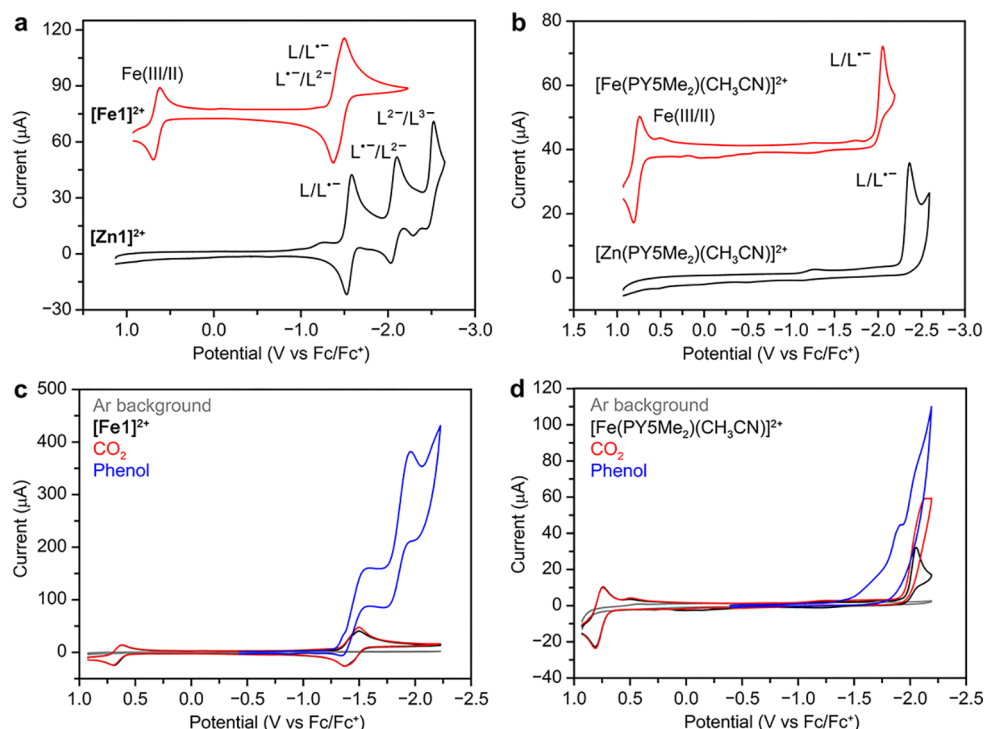 a
120
90
60
30
0
−30
Current (μA)
Fe(III/II)
[Fe1]²⁺
L/L•−
L•−/L²−
L²−/L³−
L•−/L²−
L/L•−
[Zn1]²⁺
1.0 0.0 −1.0 −1.5 −2.0 −2.5 −3.0
Potential (V vs Fc/Fc⁺)
b
80
60
40
20
0
Current (μA)
L/L•−
[Fe(PY5Me₂)(CH₃CN)]²⁺
Fe(III/II)
L/L•−
[Zn(PY5Me₂)(CH₃CN)]²⁺
1.5 1.0 0.5 0.0 −0.5 −1.0 −1.5 −2.0 −2.5 −3.0
Potential (V vs Fc/Fc⁺)
c
500
400
300
200
100
0
Current (μA)
Ar background
[Fe1]²⁺
CO₂
Phenol
1.0 0.5 0.0 −0.5 −1.0 −1.5 −2.0 −2.5
Potential (V vs Fc/Fc⁺)
d
120
100
80
60
40
20
0
−20
−40
Current (μA)
Ar background
[Fe(PY5Me₂)(CH₃CN)]²⁺
CO₂
Phenol
1.0 0.5 0.0 −0.5 −1.0 −1.5 −2.0 −2.5
Potential (V vs Fc/Fc⁺)